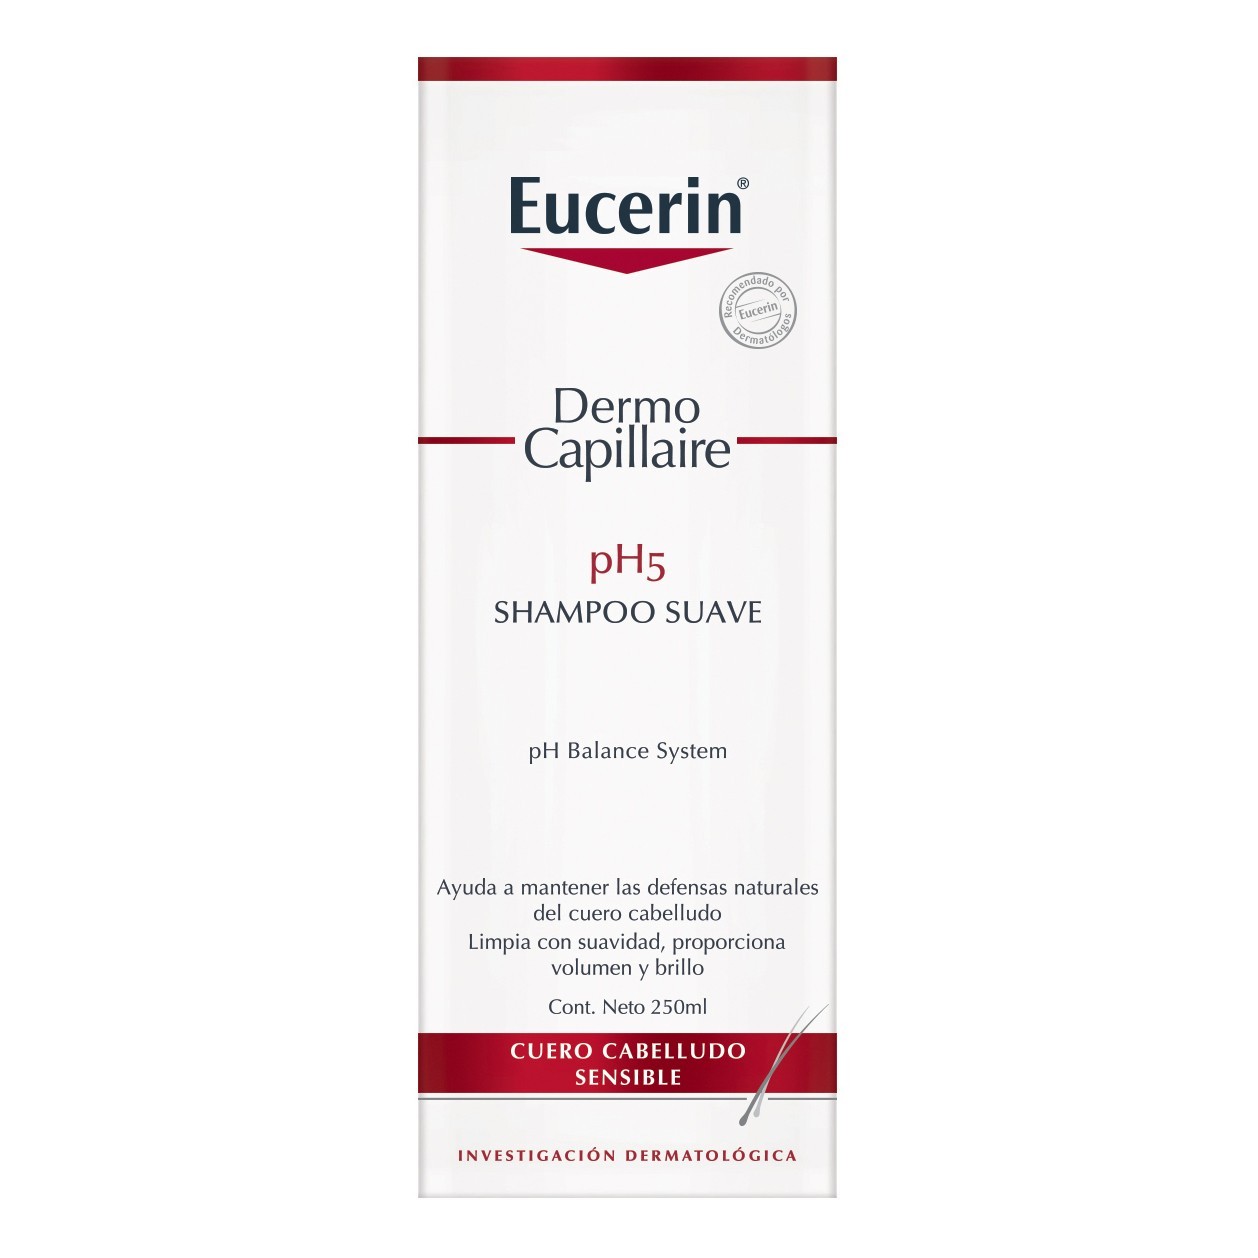 Eucerin®
Recomendado por
Eucerin
Dermatólogos
Dermo
Capillaire
pH5
SHAMPOO SUAVE
pH Balance System
Ayuda a mantener las defensas naturales
del cuero cabelludo
Limpia con suavidad, proporciona
volumen y brillo
Cont. Neto 250ml
CUERO CABELLUDO
SENSIBLE
INVESTIGACIÓN DERMATOLÓGICA